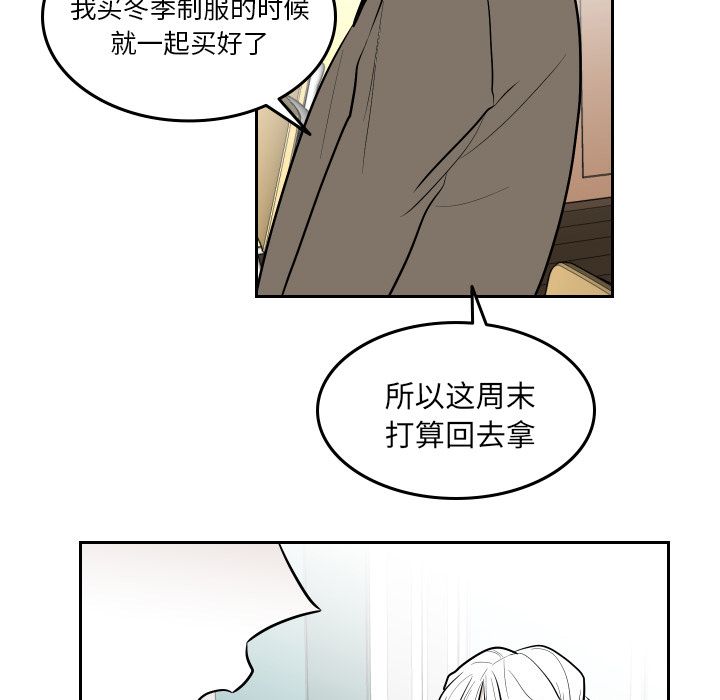 我买冬季制服的时候
就一起买好了
所以这周末
打算回去拿